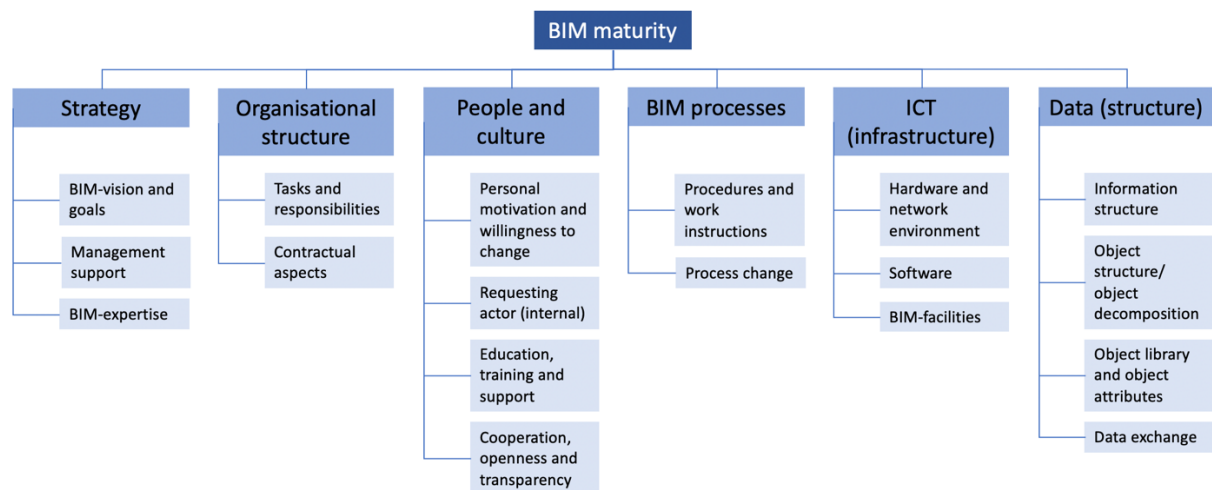 BIM maturity
Strategy
BIM-vision and
goals
Management
support
BIM-expertise
Organisational
structure
Tasks and
responsibilities
Contractual
aspects
People and
culture
Personal
motivation and
willingness to
change
Requesting
actor (internal)
Education,
training and
support
Cooperation,
openness and
transparency
BIM processes
Procedures and
work
instructions
Process change
ICT
(infrastructure)
Hardware and
network
environment
Software
BIM-facilities
Data (structure)
Information
structure
Object
structure/
object
decomposition
Object library
and object
attributes
Data exchange